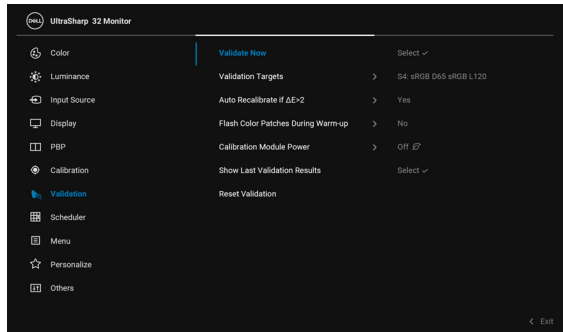 DELL UltraSharp 32 Monitor
Color
Validate Now Select
Luminance
Validation Targets S4: sRGB D65 sRGB L120
Input Source
Auto Recalibrate if ΔE>2 Yes
Display
Flash Color Patches During Warm-up No
PBP
Calibration Module Power Off
Calibration
Show Last Validation Results Select
Validation
Reset Validation
Scheduler
Menu
Personalize
Others
Exit